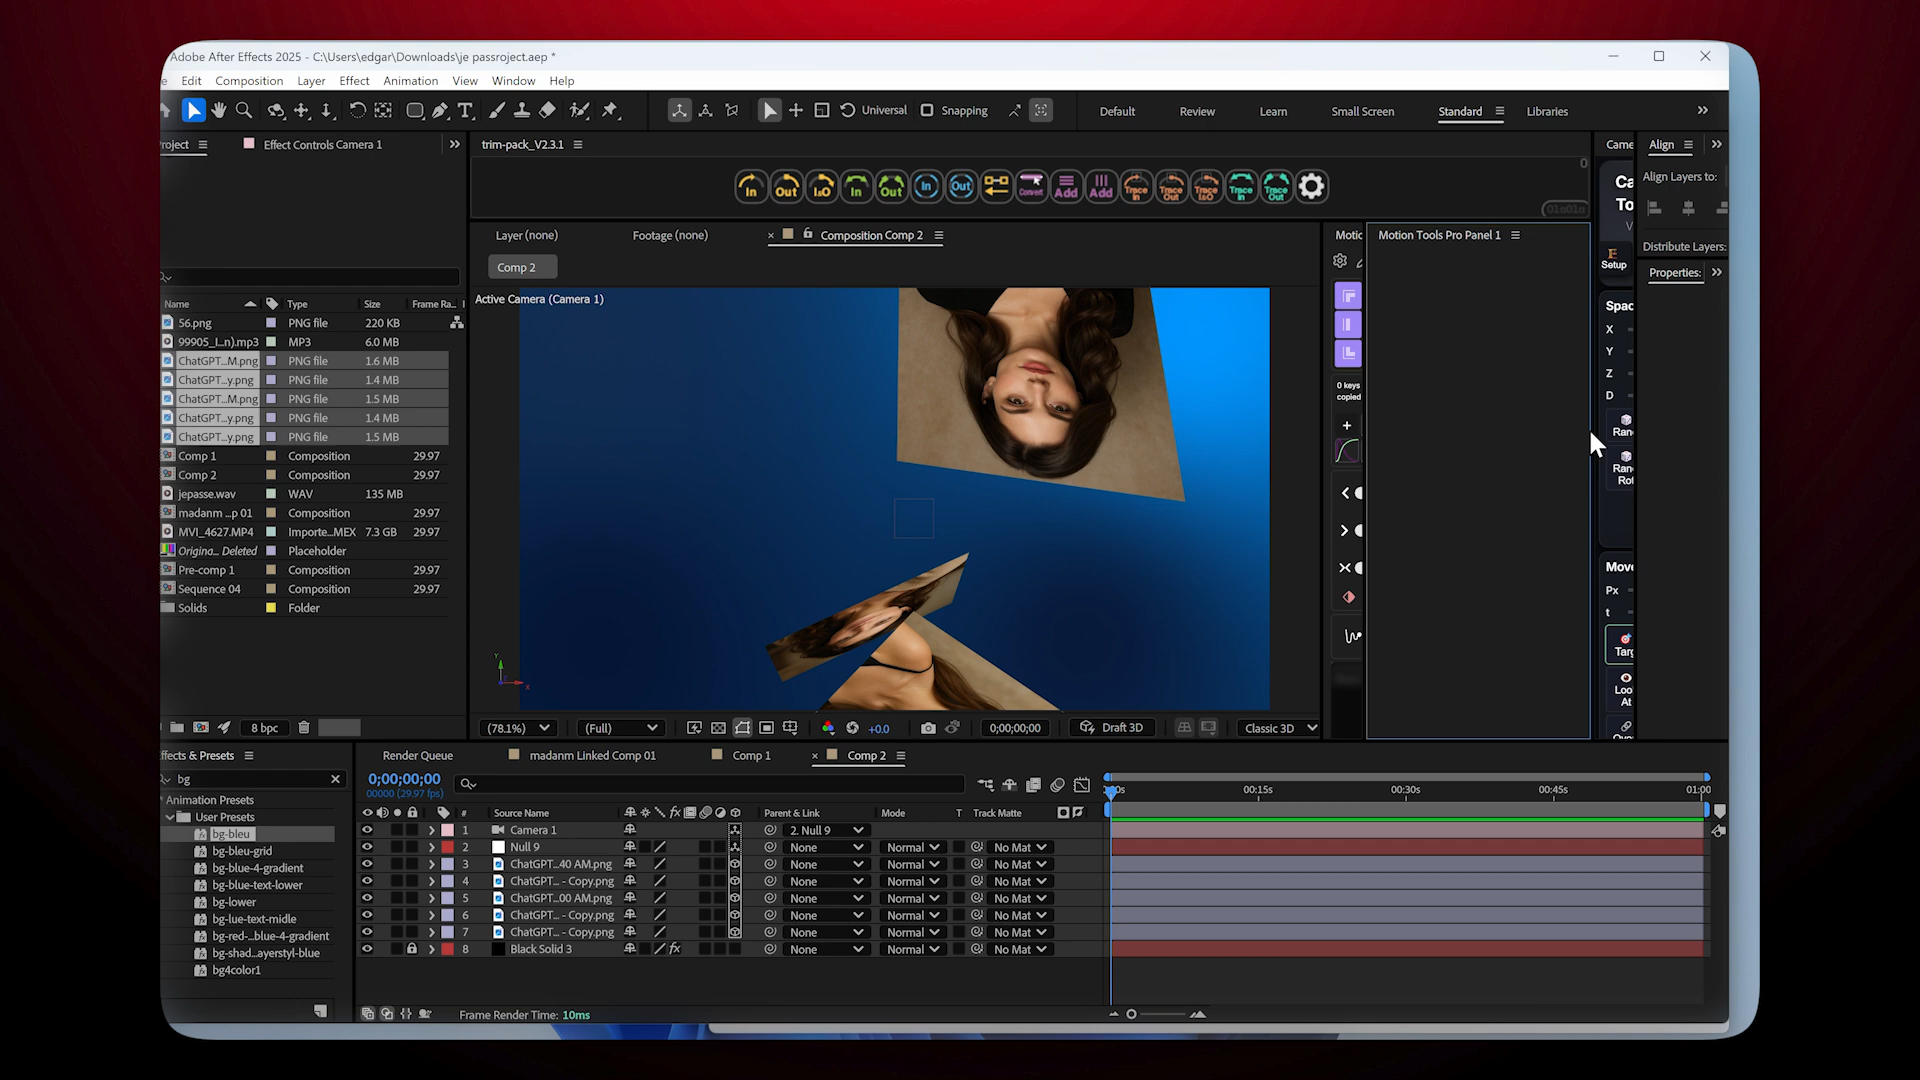 Adobe After Effects 2025 - C:\Users\edgar\Downloads\je passroject.aep *
Edit Composition Layer Effect Animation View Window Help
Universal Snapping Default Review Learn Small Screen Standard Libraries
Effect Controls Camera 1
trim-pack_V2.3.1
In Out I&O In Out In Out Convert Add Add Trace In Trace Out Trace I&O Trace In Trace Out
Align
Align Layers to:
Distribute Layers:
Properties:
Layer (none) Footage (none) Composition Comp 2
Motion Tools Pro Panel 1
Comp 2
Active Camera (Camera 1)
Setup
X
Y
Z
D
0 keys copied
Px
t
Look At
Name Type Size Frame Ra...
56.png PNG file 220 KB
99905_I...n).mp3 MP3 6.0 MB
ChatGPT...M.png PNG file 1.6 MB
ChatGPT...y.png PNG file 1.4 MB
ChatGPT...M.png PNG file 1.5 MB
ChatGPT...y.png PNG file 1.4 MB
ChatGPT...y.png PNG file 1.5 MB
Comp 1 Composition 29.97
Comp 2 Composition 29.97
jepasse.wav WAV 135 MB
madanm ...p 01 Composition 29.97
MVI_4627.MP4 Importe...MEX 7.3 GB 29.97
Origina... Deleted Placeholder
Pre-comp 1 Composition 29.97
Sequence 04 Composition 29.97
Solids Folder
8 bpc
(78.1%) (Full) +0.0 0;00;00;00 Draft 3D Classic 3D
ffects & Presets
bg
Animation Presets
User Presets
bg-bleu
bg-bleu-grid
bg-blue-4-gradient
bg-blue-text-lower
bg-lower
bg-lue-text-midle
bg-red-...blue-4-gradient
bg-shad...ayerstyl-blue
bg4color1
Render Queue madanm Linked Comp 01 Comp 1 Comp 2
0;00;00;00
00000 (29.97 fps)
00:15s 00:30s 00:45s 01:00
# Source Name Parent & Link Mode T Track Matte
1 Camera 1 2. Null 9
2 Null 9 None Normal No Mat
3 ChatGPT...40 AM.png None Normal No Mat
4 ChatGPT... - Copy.png None Normal No Mat
5 ChatGPT...00 AM.png None Normal No Mat
6 ChatGPT... - Copy.png None Normal No Mat
7 ChatGPT... - Copy.png None Normal No Mat
8 Black Solid 3 None Normal No Mat
Frame Render Time: 10ms